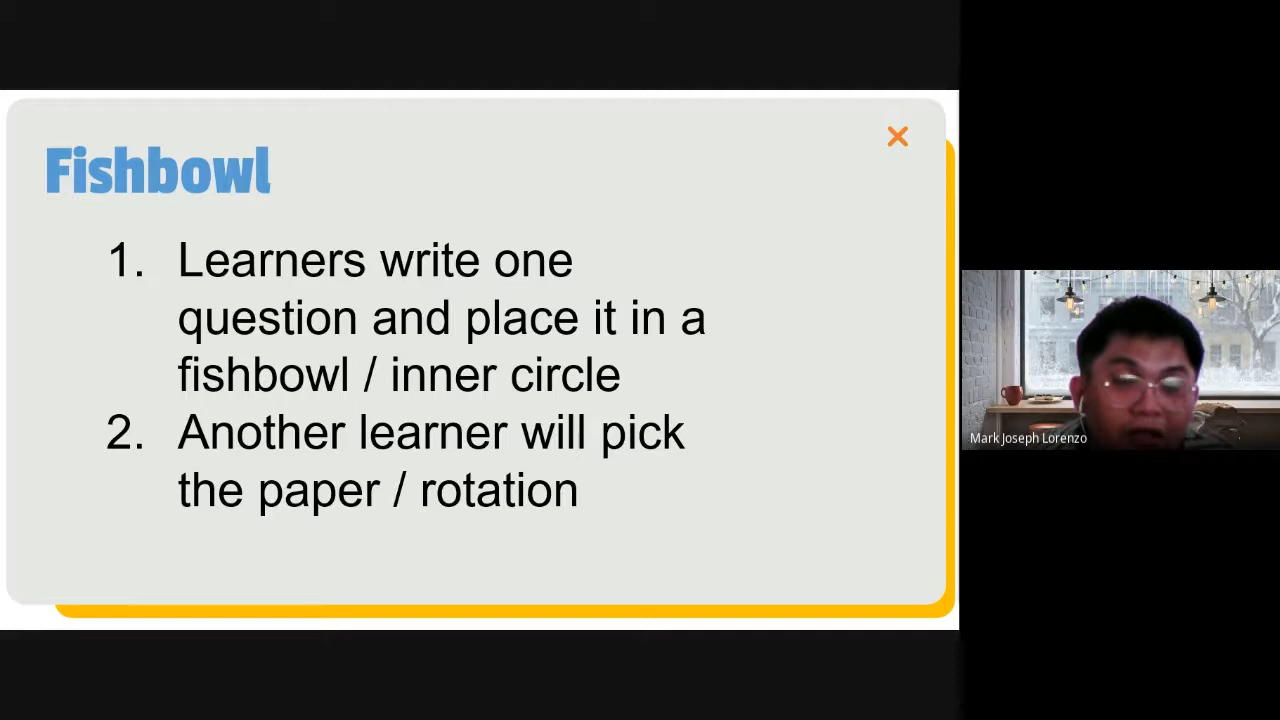 Fishbowl
1. Learners write one
question and place it in a
fishbowl / inner circle
2. Another learner will pick
the paper / rotation
Mark Joseph Lorenzo